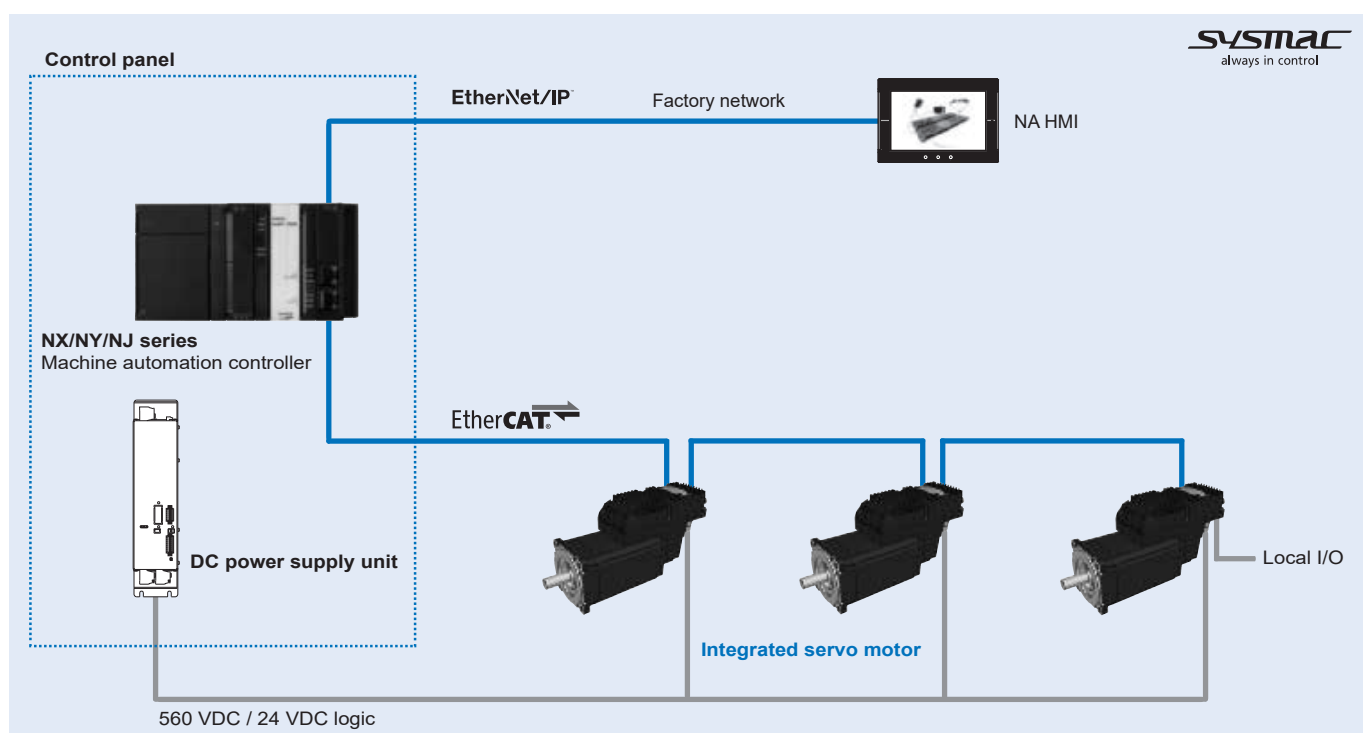 sysmac
always in control
Control panel
EtherNet/IP
Factory network
NA HMI
NX/NY/NJ series
Machine automation controller
EtherCAT®
DC power supply unit
Local I/O
Integrated servo motor
560 VDC / 24 VDC logic